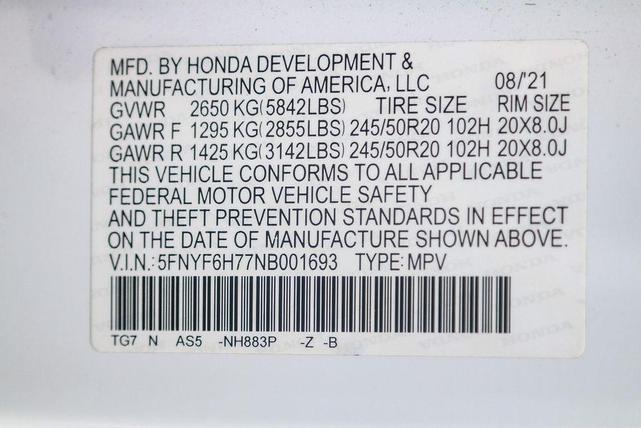 MFD. BY HONDA DEVELOPMENT &
MANUFACTURING OF AMERICA, LLC 08/'21
GVWR 2650 KG(5842LBS) TIRE SIZE RIM SIZE
GAWR F 1295 KG(2855LBS) 245/50R20 102H 20X8.0J
GAWR R 1425 KG(3142LBS) 245/50R20 102H 20X8.0J
THIS VEHICLE CONFORMS TO ALL APPLICABLE
FEDERAL MOTOR VEHICLE SAFETY
AND THEFT PREVENTION STANDARDS IN EFFECT
ON THE DATE OF MANUFACTURE SHOWN ABOVE.
V.I.N.: 5FNYF6H77NB001693 TYPE: MPV
TG7 N AS5 -NH883P -Z -B